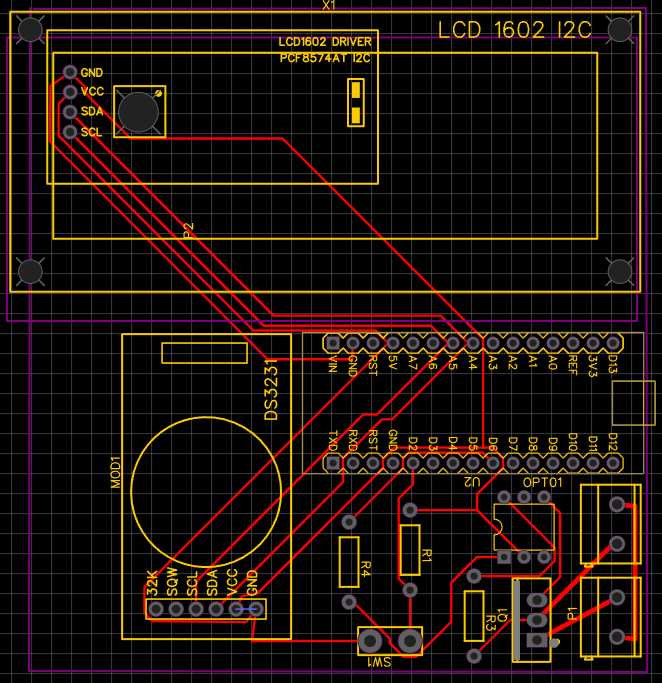 X1
LCD 1602 I2C
LCD1602 DRIVER
PCF8574AT I2C
GND
VCC
SDA
SCL
P2
VIN GND RST 5V A7 A6 A5 A4 A3 A2 A1 A0 REF 3V3 D13
DS3231
MOD1
TXD RXD RST GND D2 D3 D4 D5 D6 D7 D8 D9 D10 D11 D12
U2
OPTO1
R4
R1
32K SQW SCL SDA VCC GND
R3
P1
SW1